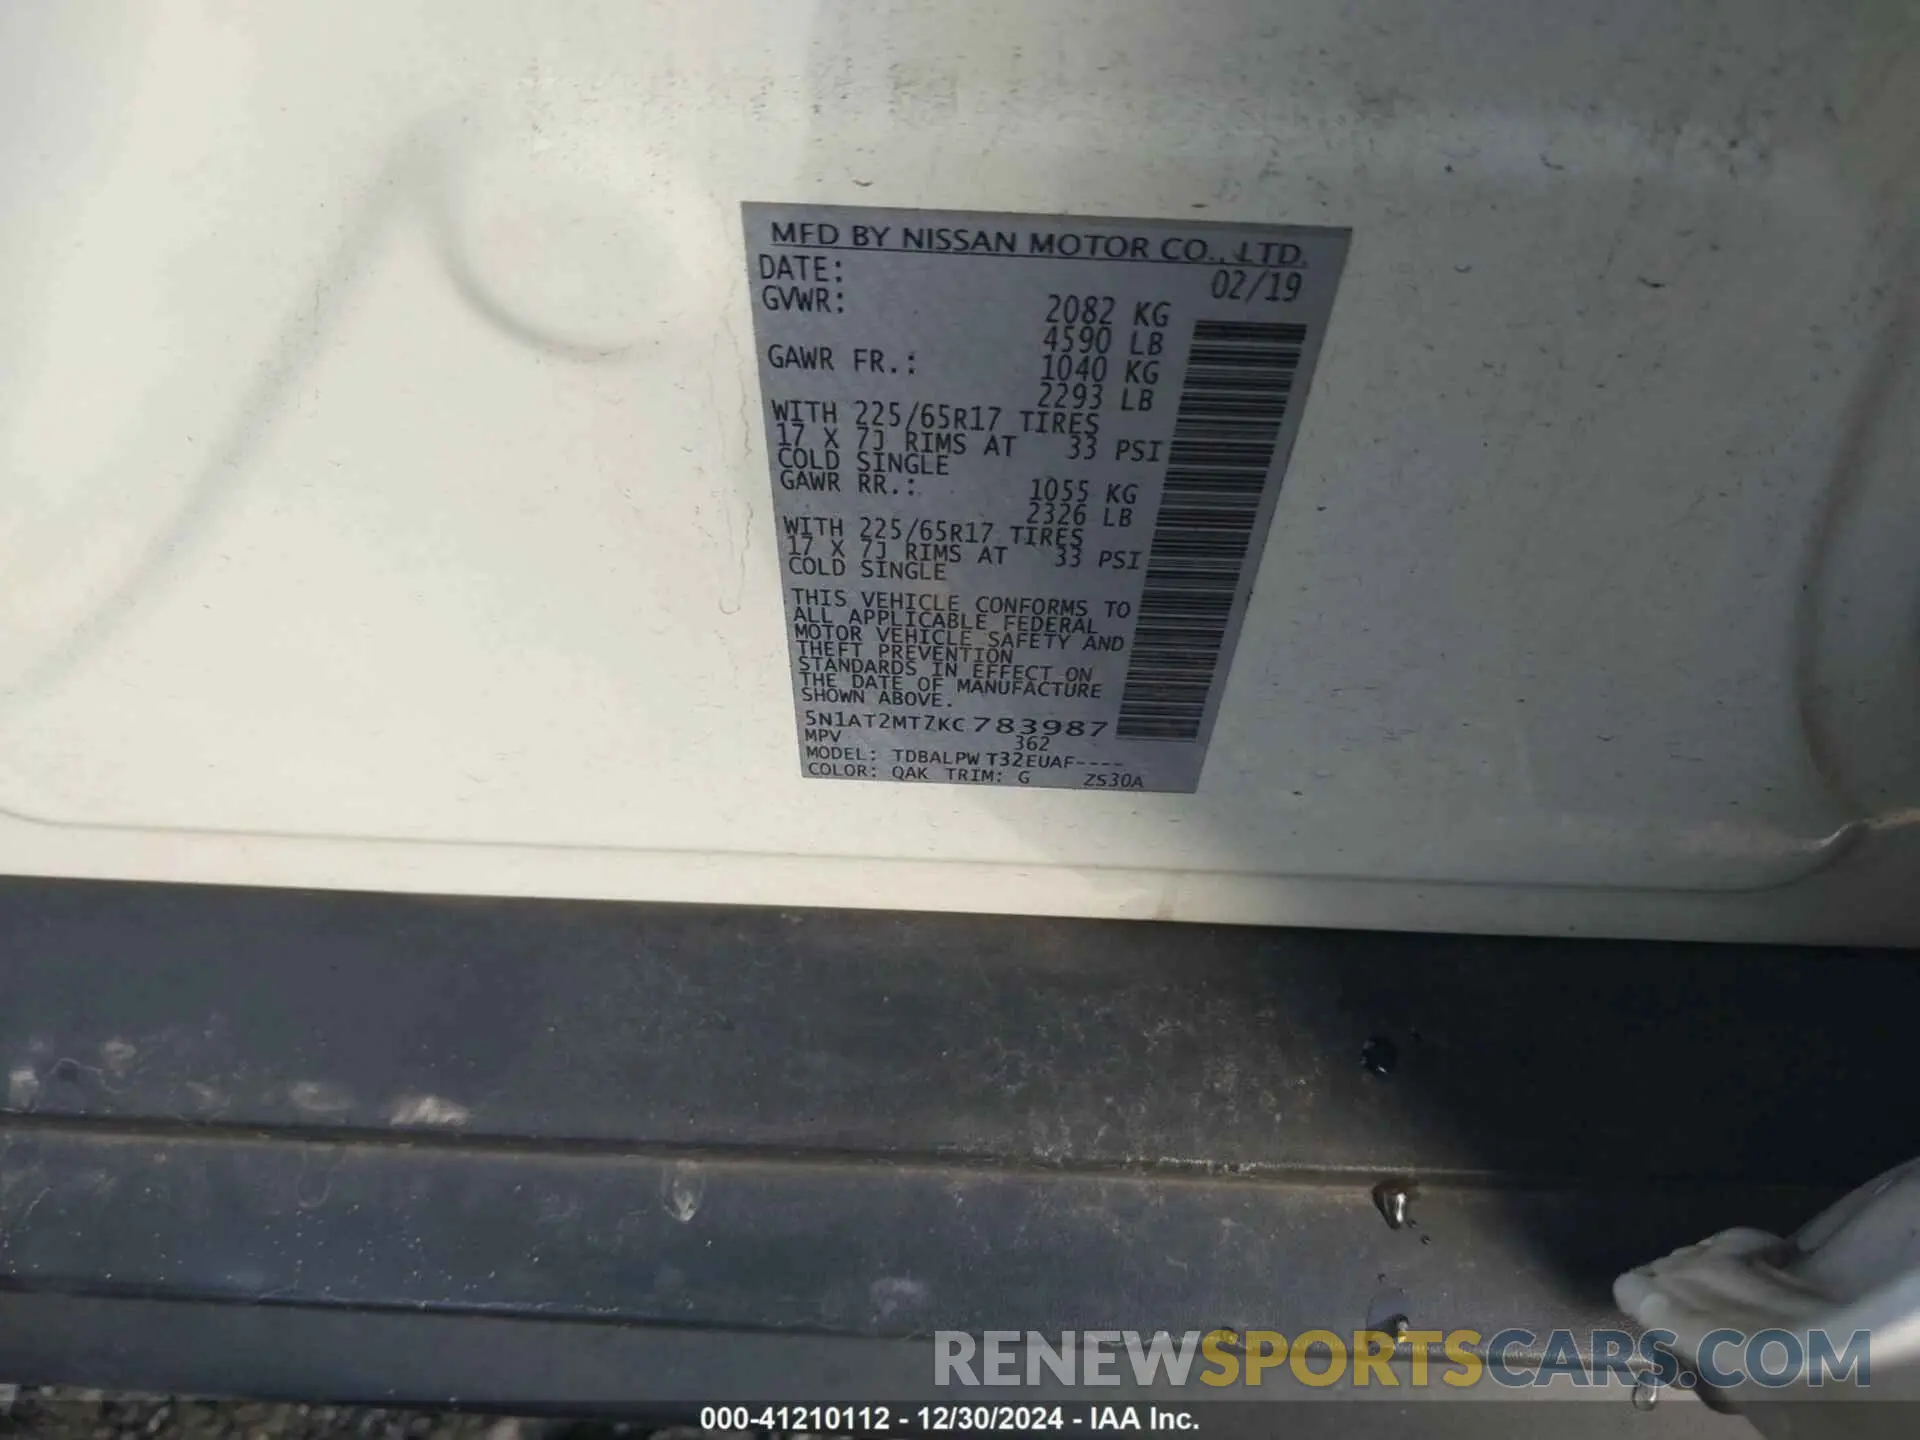 MFD BY NISSAN MOTOR CO., LTD.
DATE: 02/19
GVWR: 2082 KG
4590 LB
GAWR FR.: 1040 KG
2293 LB
WITH 225/65R17 TIRES
17 X 7J RIMS AT 33 PSI
COLD SINGLE
GAWR RR.: 1055 KG
2326 LB
WITH 225/65R17 TIRES
17 X 7J RIMS AT 33 PSI
COLD SINGLE
THIS VEHICLE CONFORMS TO
ALL APPLICABLE FEDERAL
MOTOR VEHICLE SAFETY AND
THEFT PREVENTION
STANDARDS IN EFFECT ON
THE DATE OF MANUFACTURE
SHOWN ABOVE.
5N1AT2MT7KC783987
MPV 362
MODEL: TDBALPW T32EUAF----
COLOR: QAK TRIM: G ZS30A
RENEWSPORTSCARS.COM
000-41210112 - 12/30/2024 - IAA Inc.